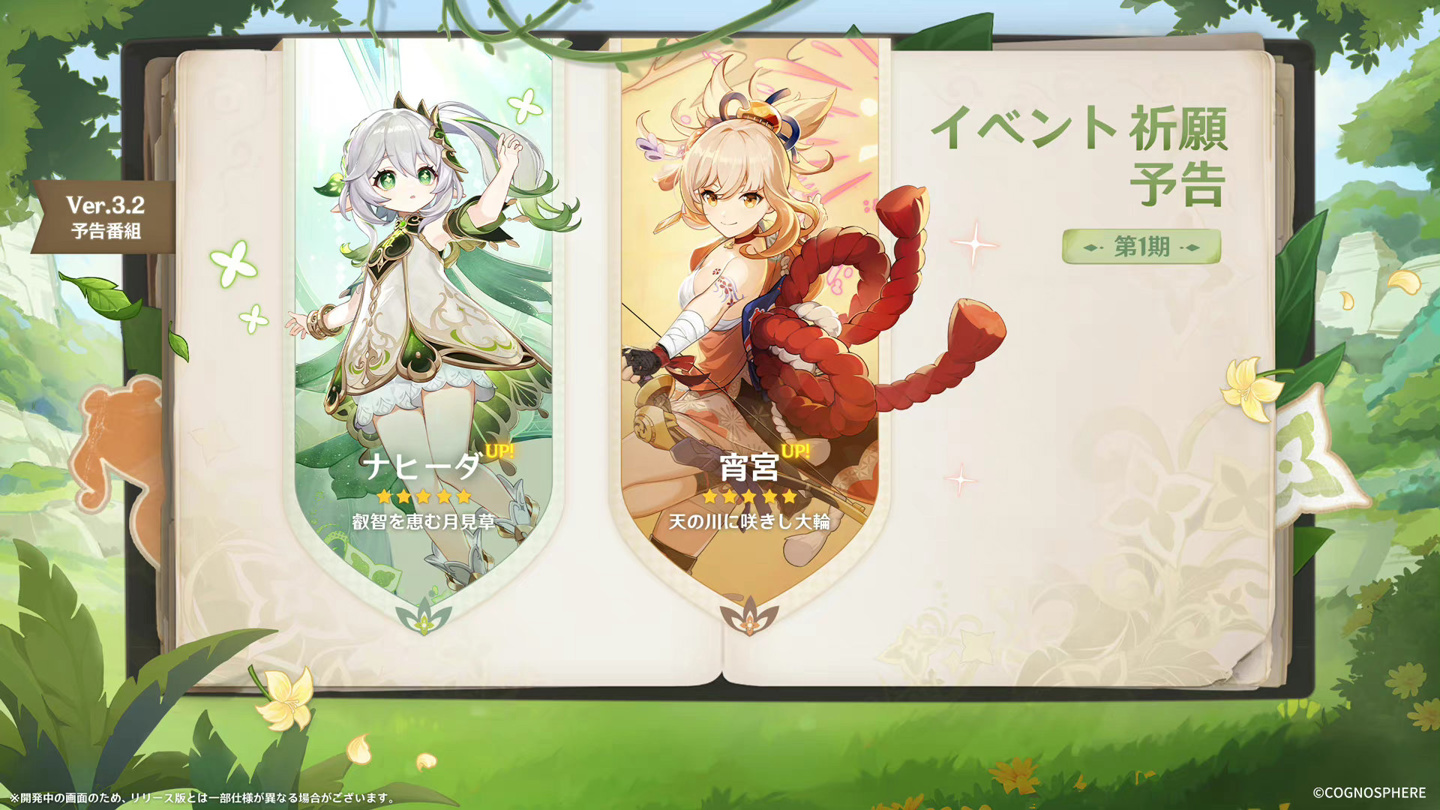 Ver.3.2
予告番組
イベント祈願
予告
第1期
ナヒーダ UP!
叡智を恵む月見草
宵宮 UP!
天の川に咲きし大輪
※開発中の画面のため、リリース版とは一部仕様が異なる場合がございます。
©COGNOSPHERE